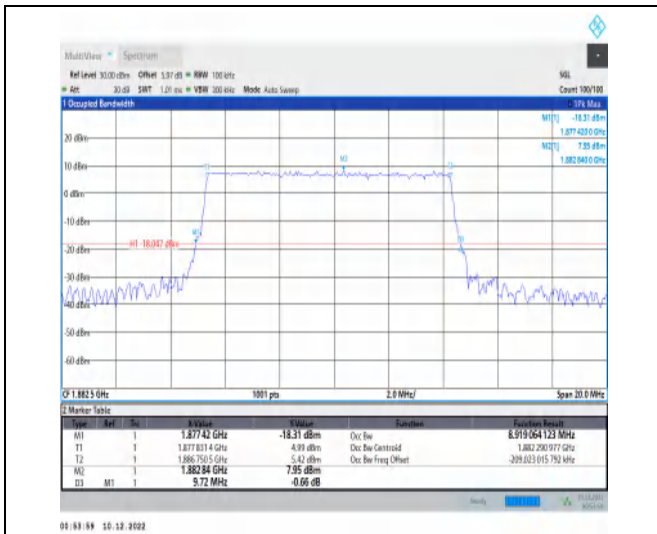 MultiView Spectrum
Ref Level 30.00 dBm Offset 5.37 dB RBW 100 kHz SGL
Att 30 dB SWT 1.01 ms VBW 300 kHz Mode Auto Sweep Count 100/100
1 Occupied Bandwidth 1Pk Max
M1[1] -18.31 dBm
1.877 420 0 GHz
M2[1] 7.95 dBm
1.882 840 0 GHz
20 dBm
10 dBm
0 dBm
-10 dBm
-20 dBm
-30 dBm
-40 dBm
-50 dBm
-60 dBm
H1 -18.047 dBm
M1
T1
M2
T2
D3
CF 1.882 5 GHz 1001 pts 2.0 MHz/ Span 20.0 MHz
2 Marker Table
Type Ref Trc X-Value Y-Value Function Function Result
M1 1 1.877 42 GHz -18.31 dBm Occ Bw 8.919 064 123 MHz
T1 1 1.877 831 4 GHz 4.99 dBm Occ Bw Centroid 1.882 290 977 GHz
T2 1 1.886 750 5 GHz 5.42 dBm Occ Bw Freq Offset -209.023 015 792 kHz
M2 1 1.882 84 GHz 7.95 dBm
D3 M1 1 9.72 MHz -0.66 dB
Ready
00:53:59 10.12.2022